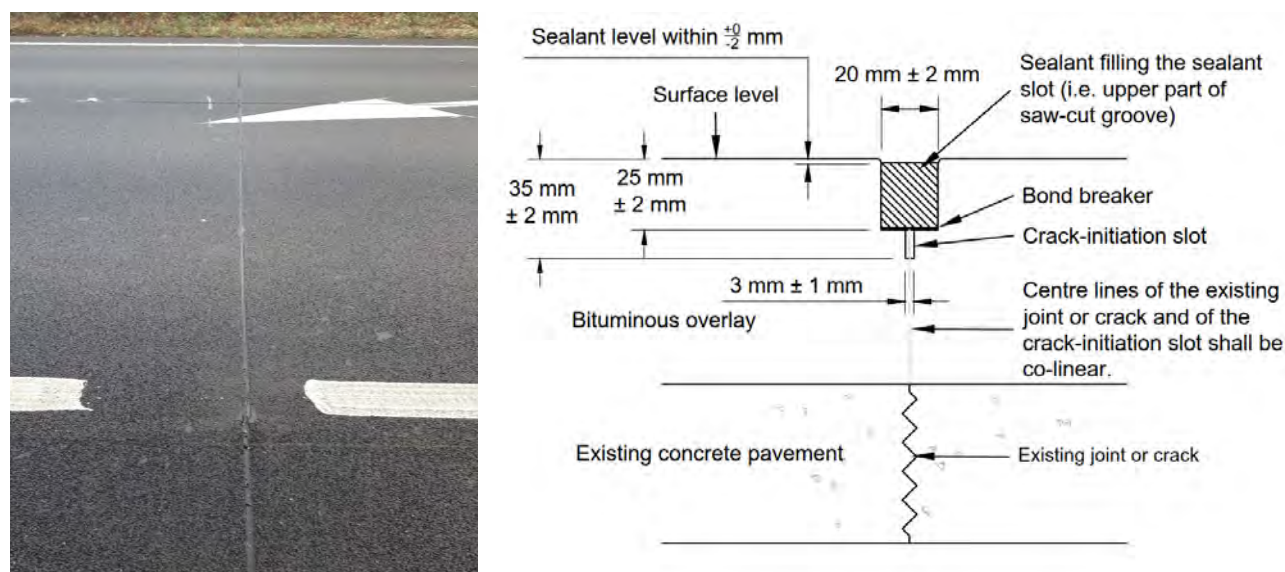 Sealant level within +0/-2 mm
20 mm ± 2 mm
Sealant filling the sealant
slot (i.e. upper part of
saw-cut groove)
Surface level
35 mm
± 2 mm
25 mm
± 2 mm
Bond breaker
Crack-initiation slot
3 mm ± 1 mm
Bituminous overlay
Centre lines of the existing
joint or crack and of the
crack-initiation slot shall be
co-linear.
Existing concrete pavement
Existing joint or crack